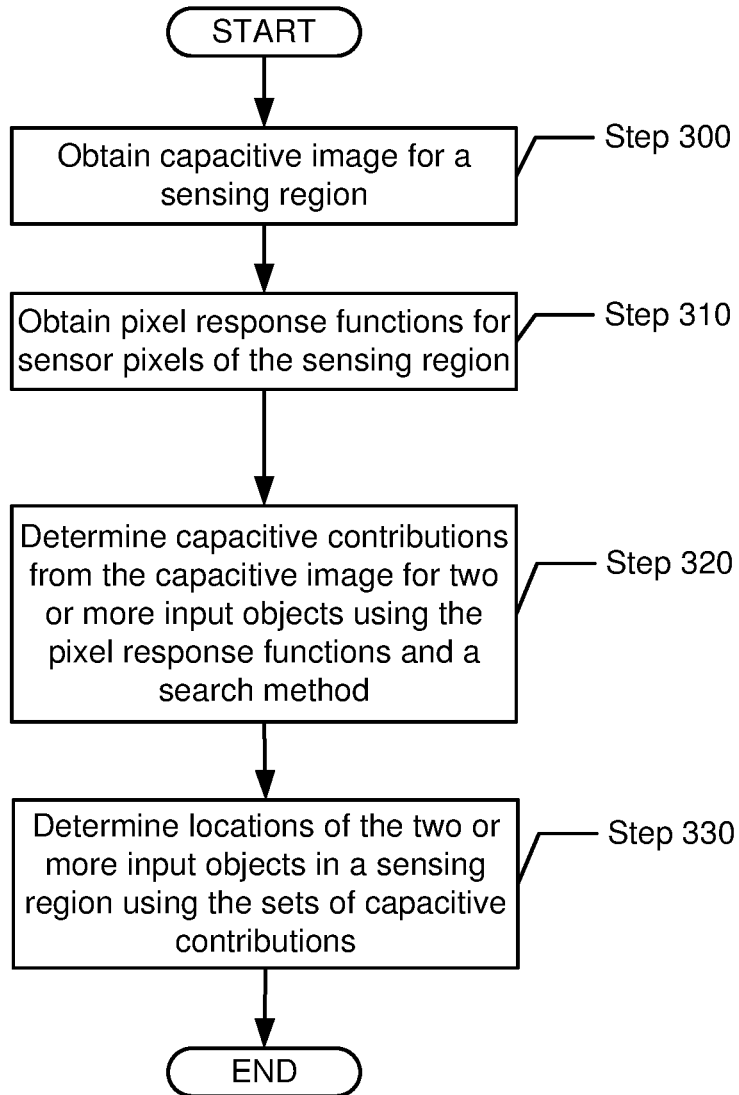 START
Obtain capacitive image for a
sensing region
Step 300
Obtain pixel response functions for
sensor pixels of the sensing region
Step 310
Determine capacitive contributions
from the capacitive image for two
or more input objects using the
pixel response functions and a
search method
Step 320
Determine locations of the two or
more input objects in a sensing
region using the sets of capacitive
contributions
Step 330
END